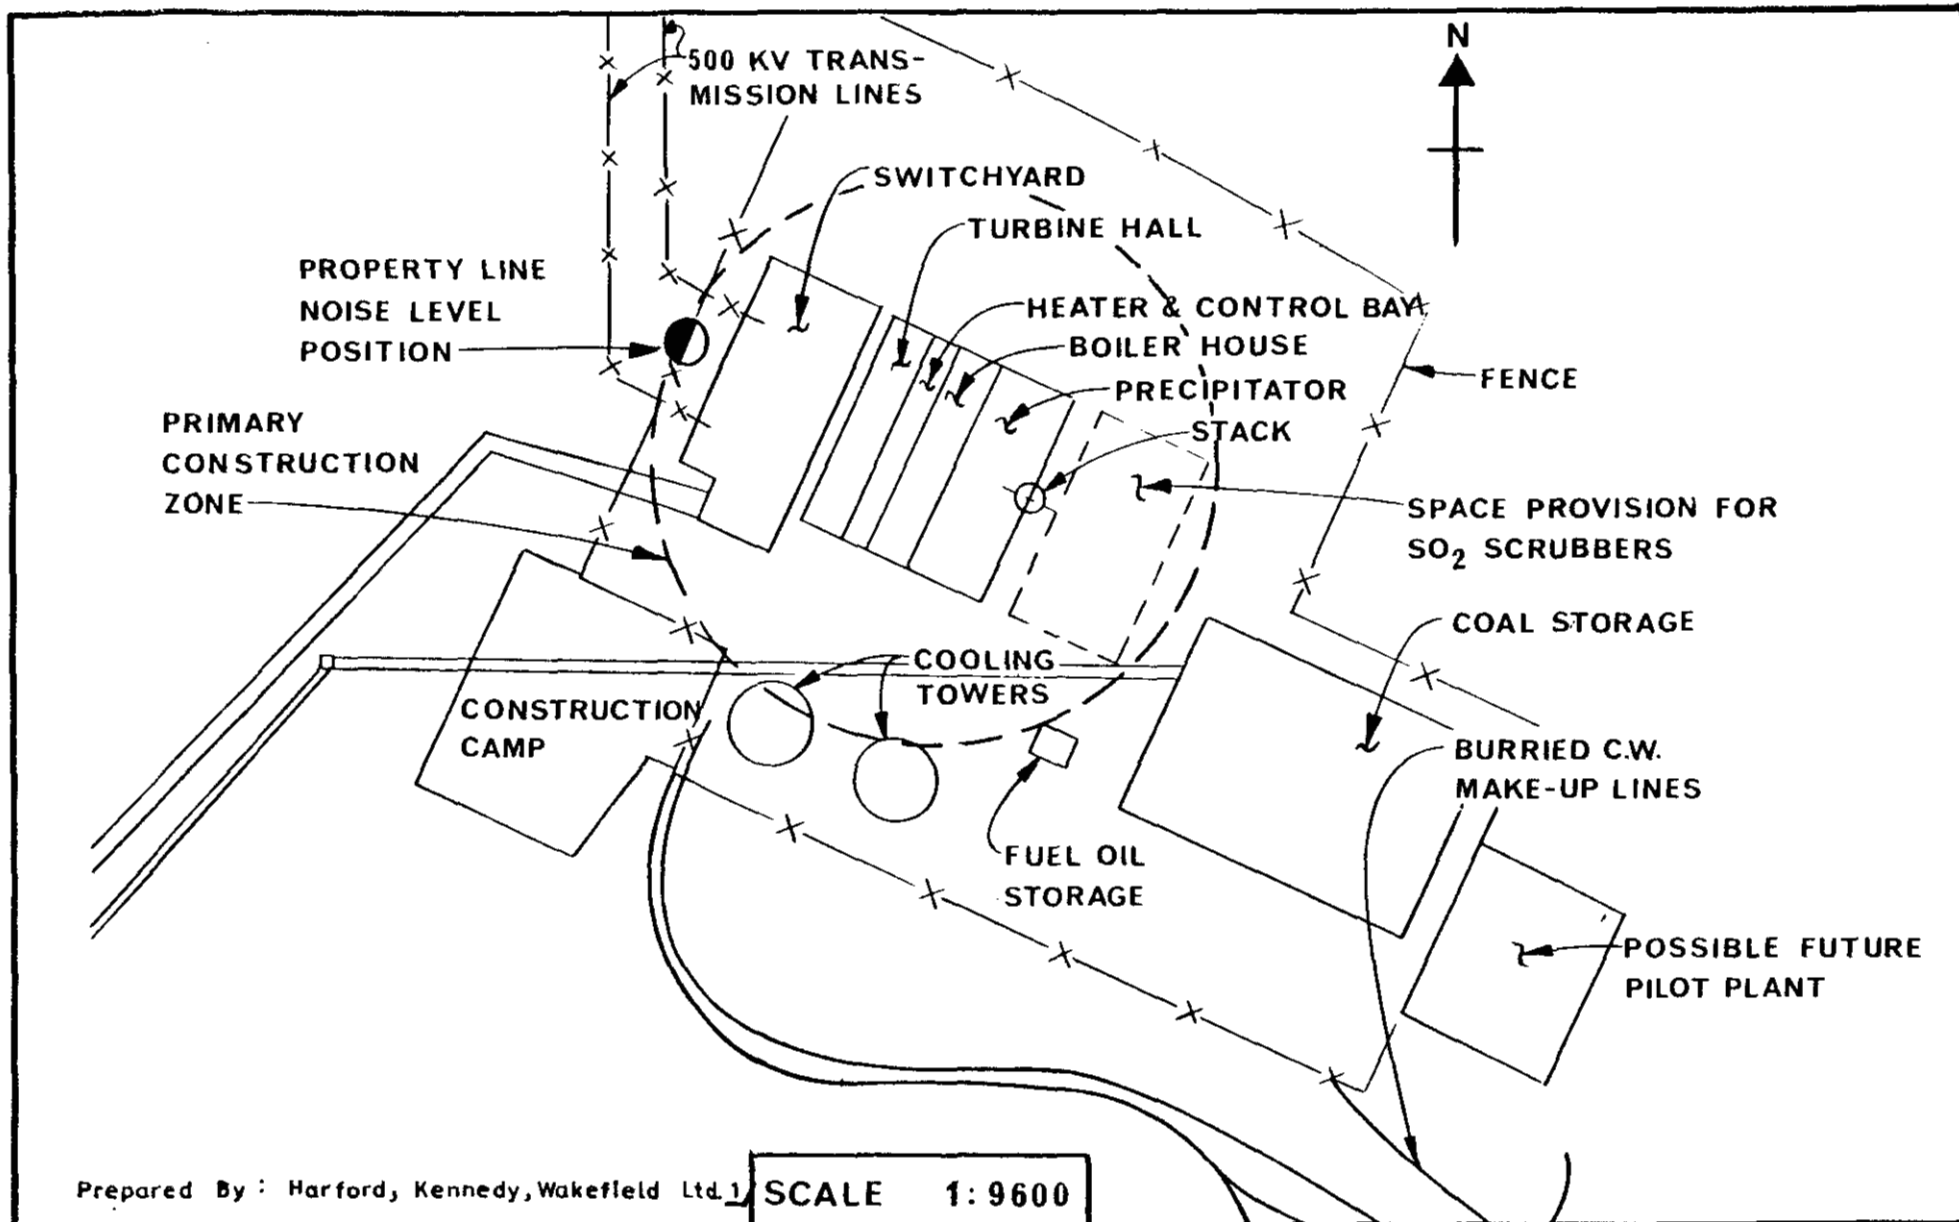 N
500 KV TRANS-
MISSION LINES
SWITCHYARD
TURBINE HALL
PROPERTY LINE
NOISE LEVEL
POSITION
HEATER & CONTROL BAY
BOILER HOUSE
PRECIPITATOR
STACK
FENCE
PRIMARY
CONSTRUCTION
ZONE
SPACE PROVISION FOR
SO2 SCRUBBERS
COAL STORAGE
COOLING
TOWERS
CONSTRUCTION
CAMP
BURRIED C.W.
MAKE-UP LINES
FUEL OIL
STORAGE
POSSIBLE FUTURE
PILOT PLANT
Prepared By : Harford, Kennedy, Wakefield Ltd. 1/
SCALE 1: 9600